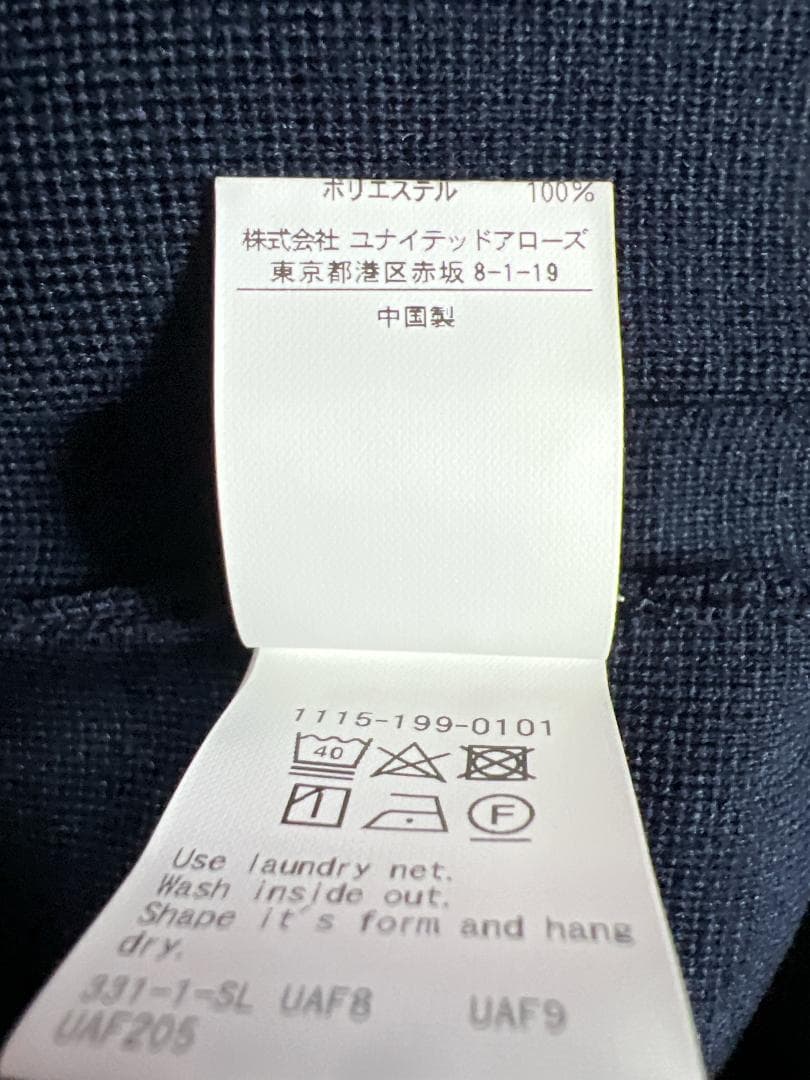 ポリエステル 100%
株式会社 ユナイテッドアローズ
東京都港区赤坂 8-1-19
中国製
1115-199-0101
40
F
Use laundry net.
Wash inside out.
Shape it's form and hang
dry.
331-1-SL UAF8 UAF9
UAF205